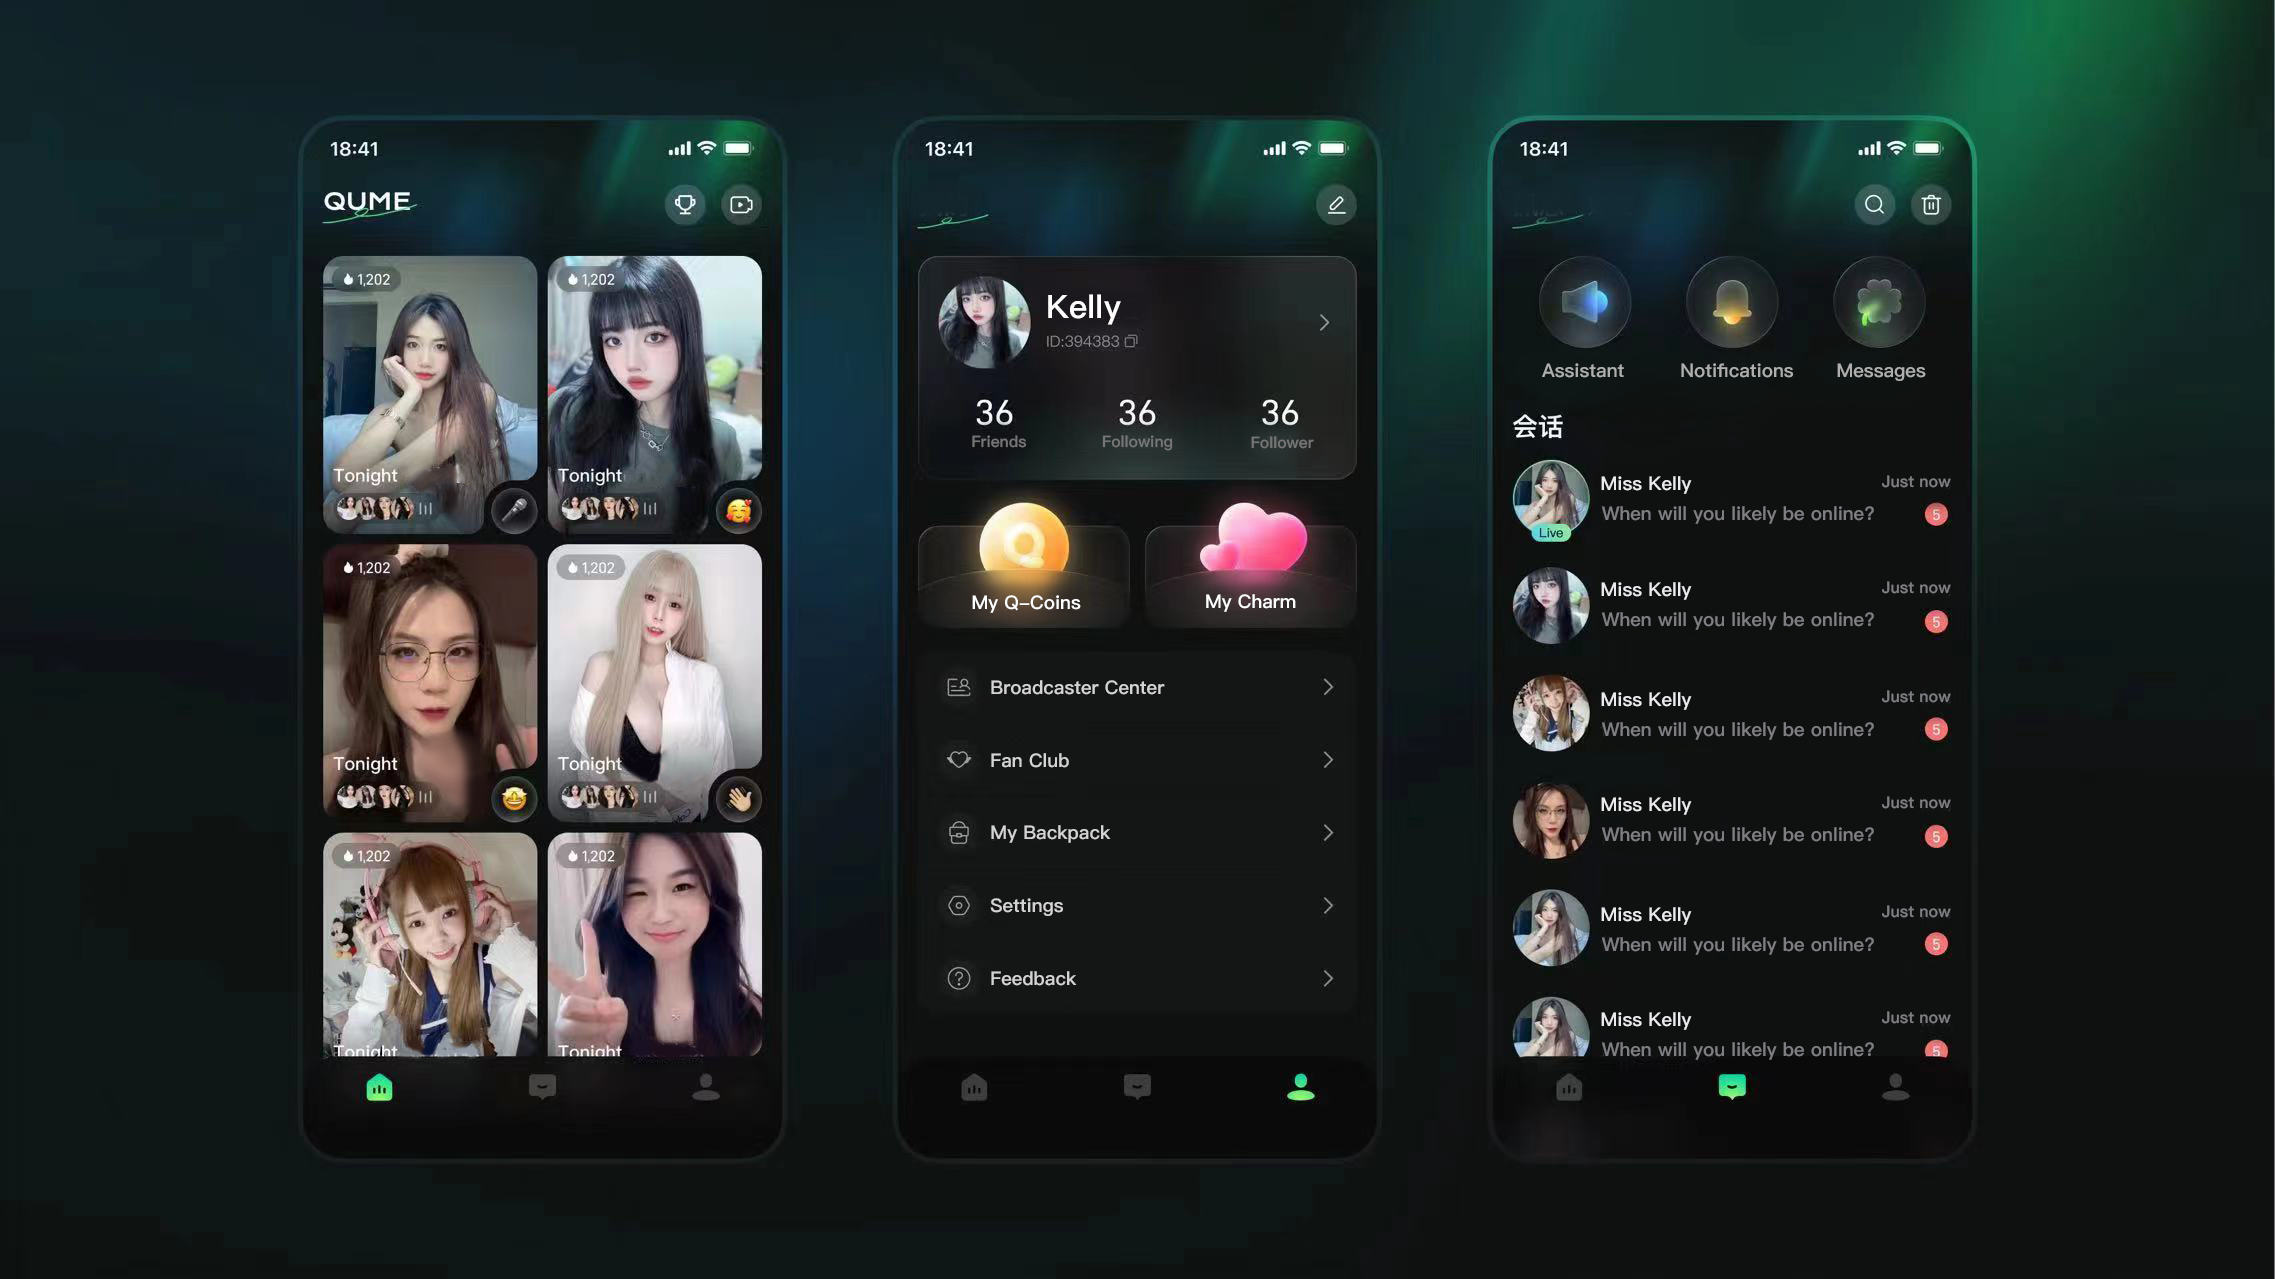 18:41
QUME
1,202
1,202
Tonight
Tonight
1,202
1,202
Tonight
Tonight
1,202
1,202
Tonight
Tonight
18:41
Kelly
ID:394383
36
36
36
Friends
Following
Follower
My Q-Coins
My Charm
Broadcaster Center
Fan Club
My Backpack
Settings
Feedback
18:41
Assistant
Notifications
Messages
会话
Miss Kelly
Just now
When will you likely be online?
5
Live
Miss Kelly
Just now
When will you likely be online?
5
Miss Kelly
Just now
When will you likely be online?
5
Miss Kelly
Just now
When will you likely be online?
5
Miss Kelly
Just now
When will you likely be online?
5
Miss Kelly
Just now
When will you likely be online?
5